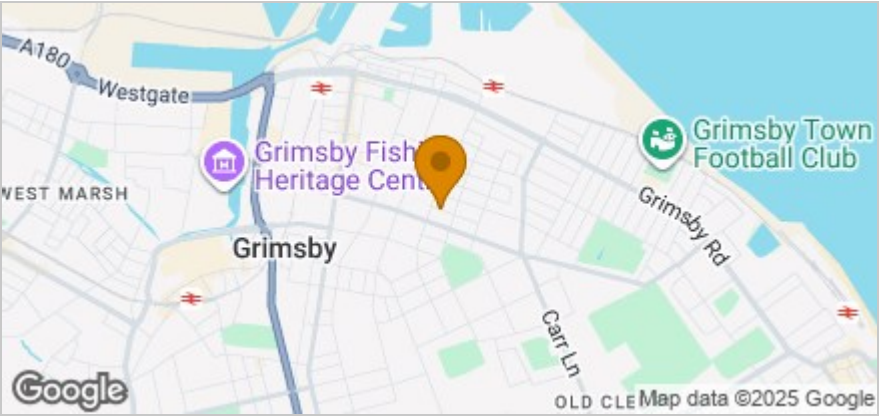 A180
Westgate
Grimsby Fishi
Heritage Cent
Grimsby Town
Football Club
WEST MARSH
Grimsby Rd
Grimsby
Carr Ln
Google
OLD CLE
Map data ©2025 Google